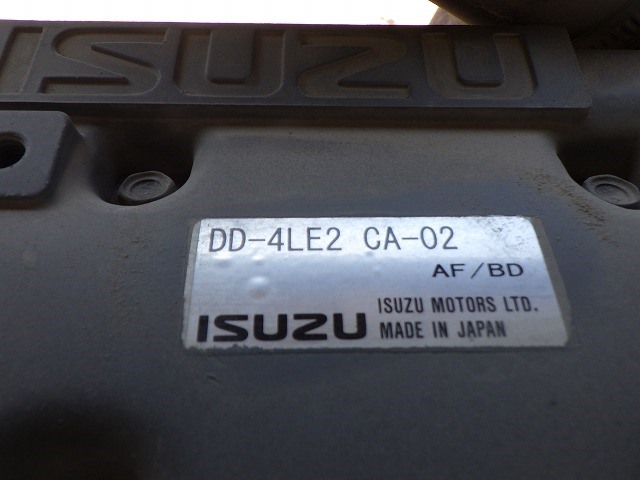 ISUZU
DD-4LE2 CA-02
AF/BD
ISUZU
ISUZU MOTORS LTD.
MADE IN JAPAN